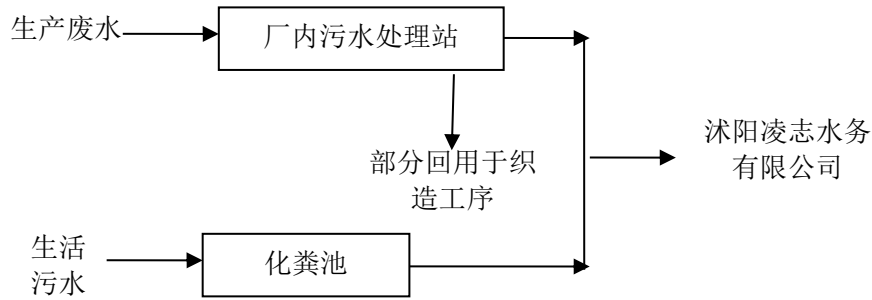 生产废水
厂内污水处理站
部分回用于织
造工序
沭阳凌志水务
有限公司
生活
污水
化粪池